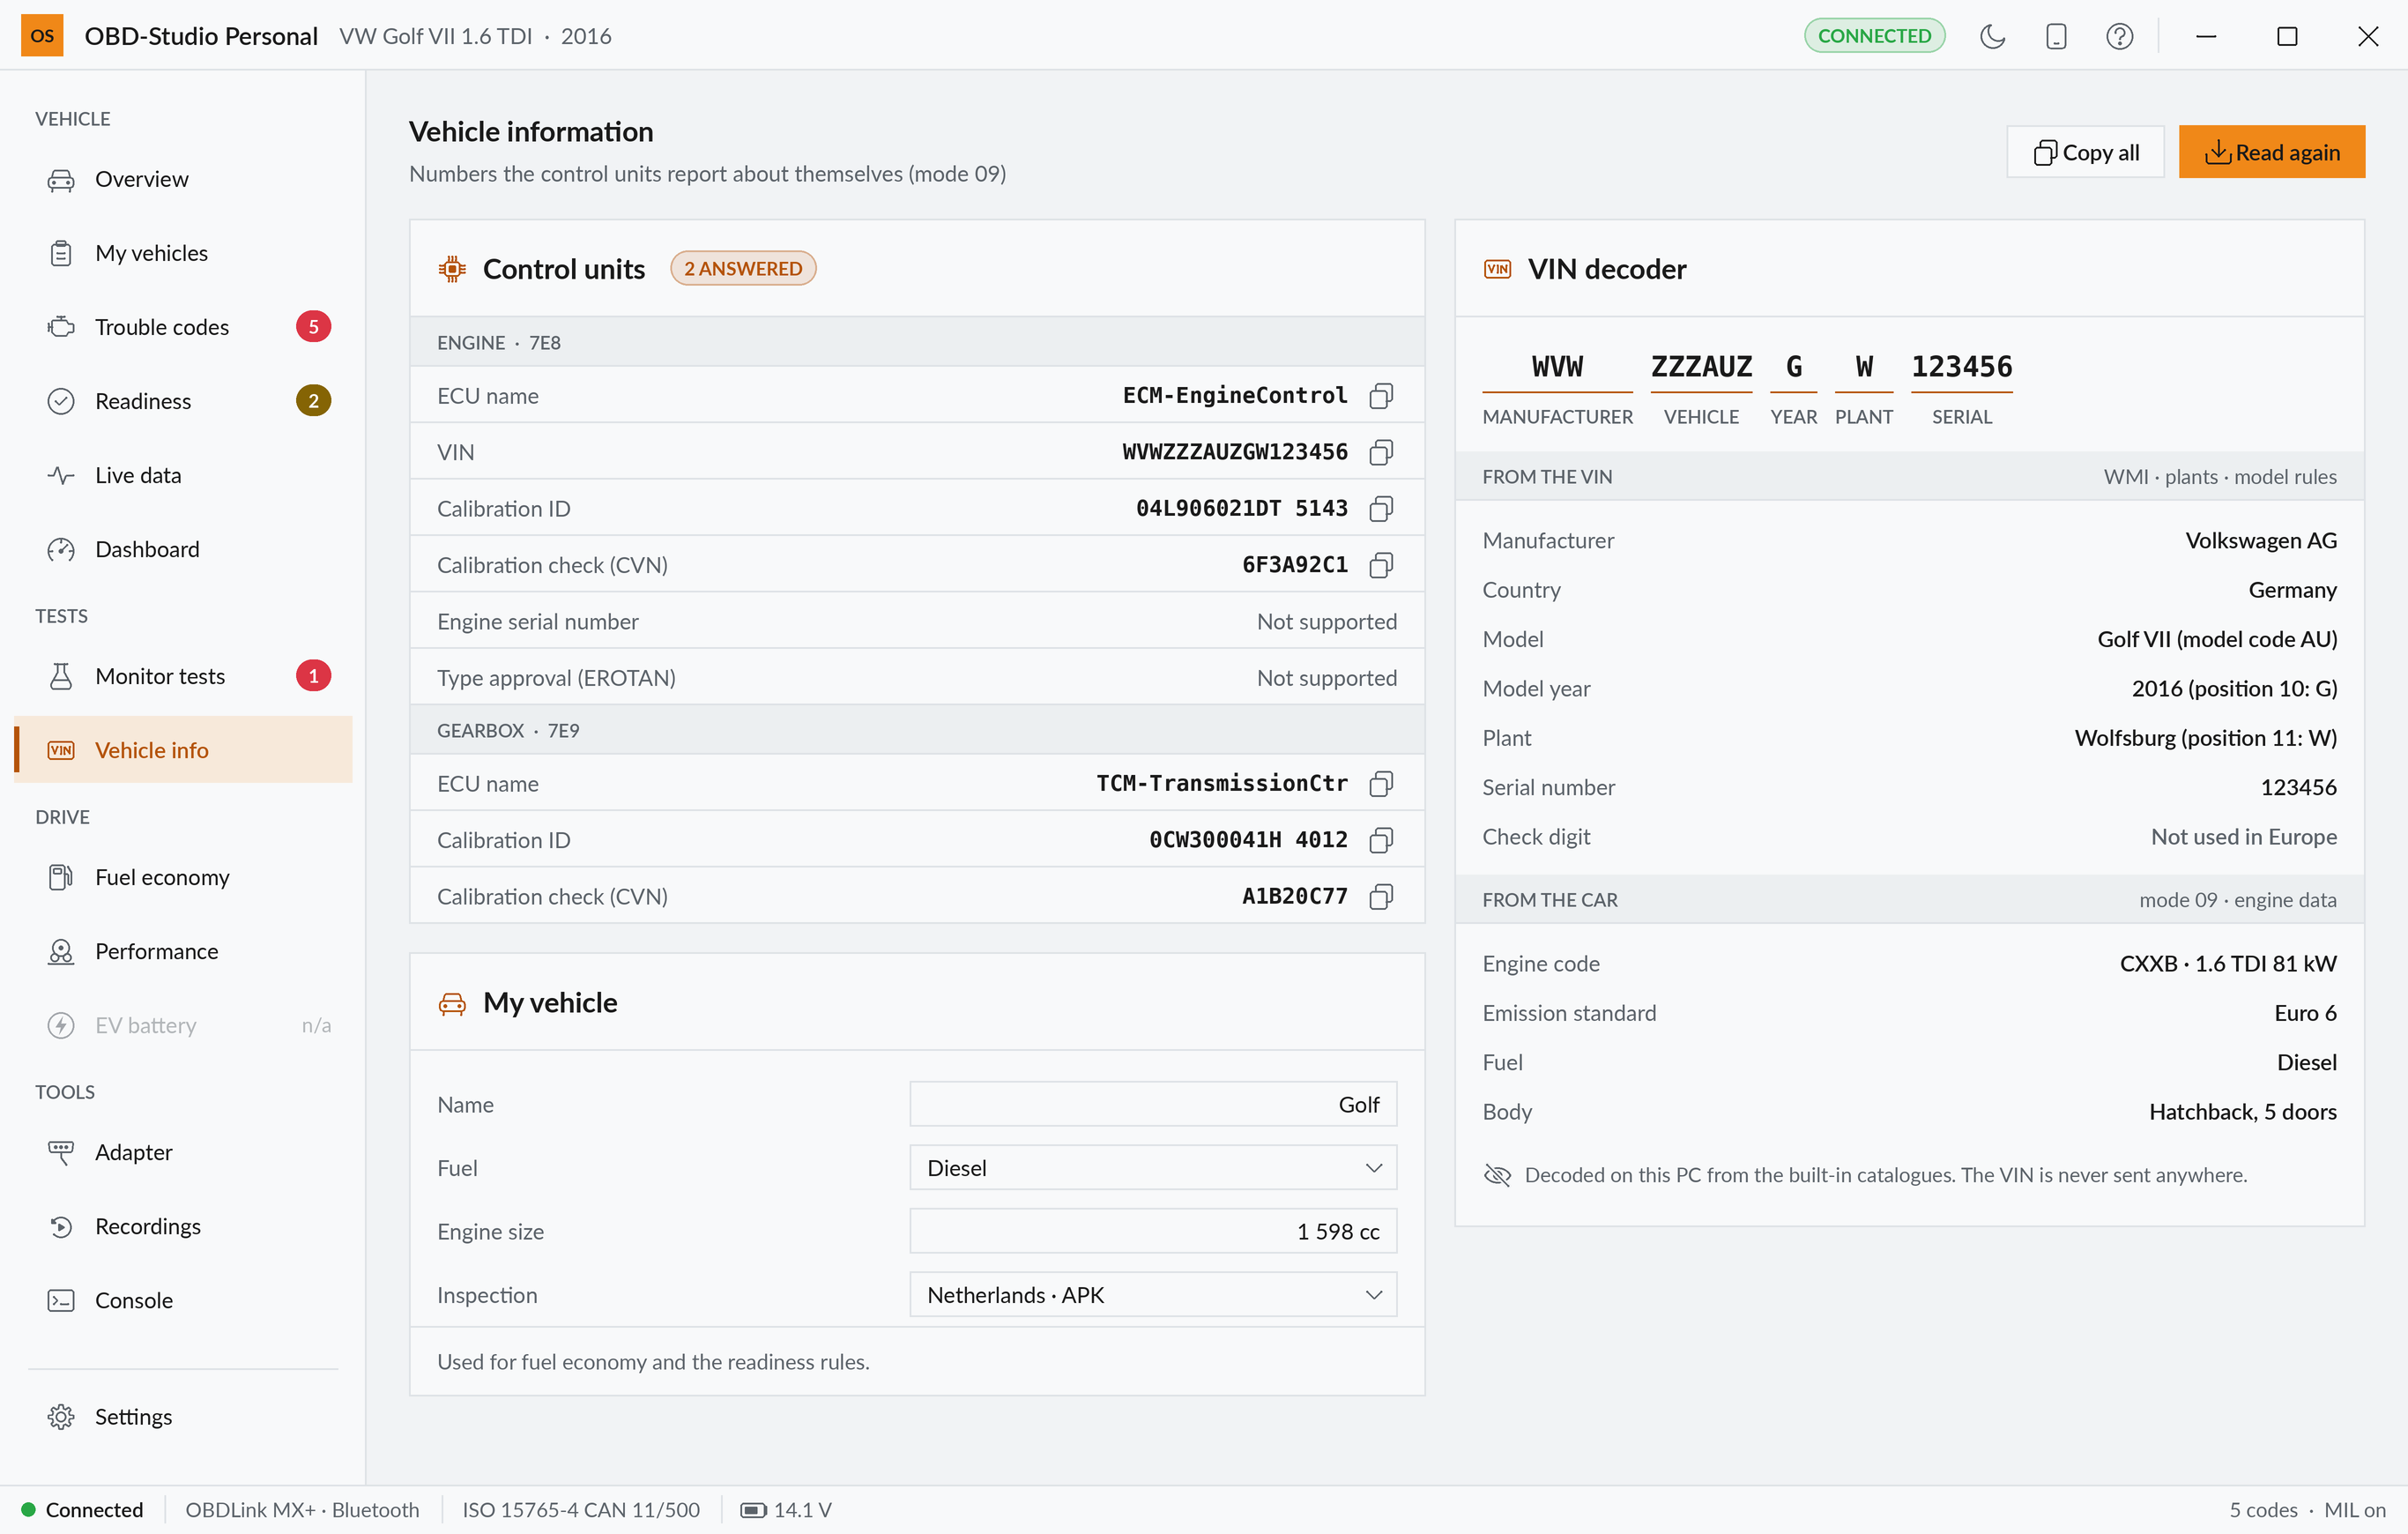 OS OBD-Studio Personal VW Golf VII 1.6 TDI · 2016 CONNECTED
VEHICLE
Overview
My vehicles
Trouble codes 5
Readiness 2
Live data
Dashboard
TESTS
Monitor tests 1
VIN Vehicle info
DRIVE
Fuel economy
Performance
EV battery n/a
TOOLS
Adapter
Recordings
Console
Settings
Vehicle information
Numbers the control units report about themselves (mode 09)
Copy all Read again
Control units 2 ANSWERED
ENGINE · 7E8
ECU name ECM-EngineControl
VIN WVWZZZAUZGW123456
Calibration ID 04L906021DT 5143
Calibration check (CVN) 6F3A92C1
Engine serial number Not supported
Type approval (EROTAN) Not supported
GEARBOX · 7E9
ECU name TCM-TransmissionCtr
Calibration ID 0CW300041H 4012
Calibration check (CVN) A1B20C77
My vehicle
Name Golf
Fuel Diesel
Engine size 1 598 cc
Inspection Netherlands · APK
Used for fuel economy and the readiness rules.
VIN VIN decoder
WVW ZZZAUZ G W 123456
MANUFACTURER VEHICLE YEAR PLANT SERIAL
FROM THE VIN WMI · plants · model rules
Manufacturer Volkswagen AG
Country Germany
Model Golf VII (model code AU)
Model year 2016 (position 10: G)
Plant Wolfsburg (position 11: W)
Serial number 123456
Check digit Not used in Europe
FROM THE CAR mode 09 · engine data
Engine code CXXB · 1.6 TDI 81 kW
Emission standard Euro 6
Fuel Diesel
Body Hatchback, 5 doors
Decoded on this PC from the built-in catalogues. The VIN is never sent anywhere.
Connected OBDLink MX+ · Bluetooth ISO 15765-4 CAN 11/500 14.1 V 5 codes · MIL on